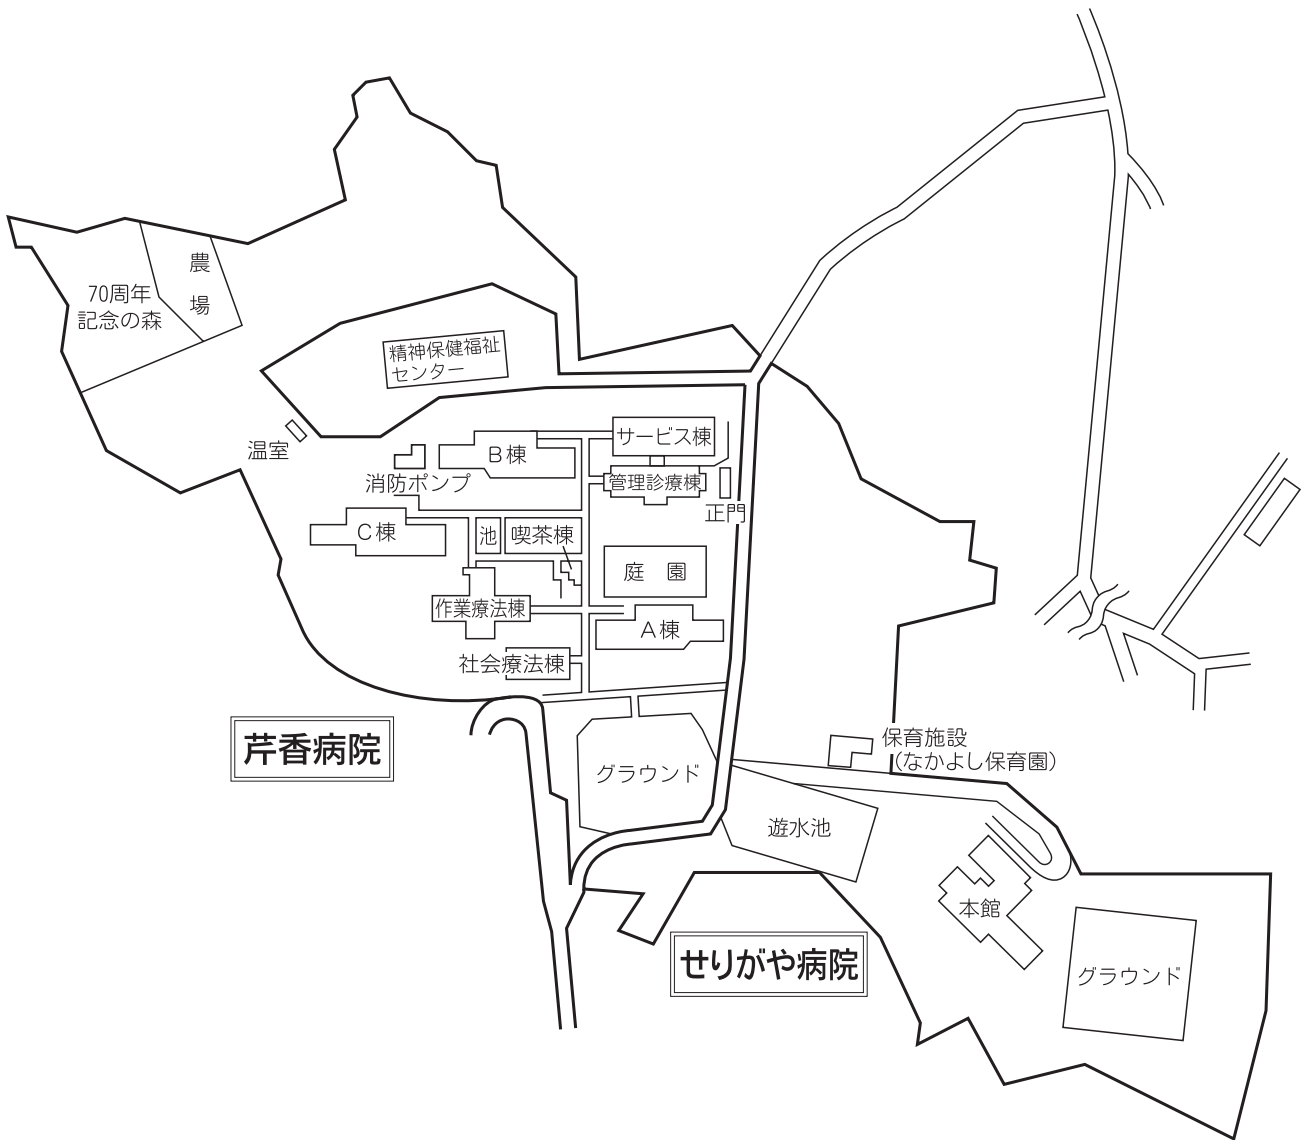 農
場
70周年
記念の森
精神保健福祉
センター
温室
サービス棟
B棟
消防ポンプ
管理診療棟
正門
C棟
池
喫茶棟
庭　園
作業療法棟
A棟
社会療法棟
芹香病院
グラウンド
保育施設
（なかよし保育園）
遊水池
本館
せりがや病院
グラウンド